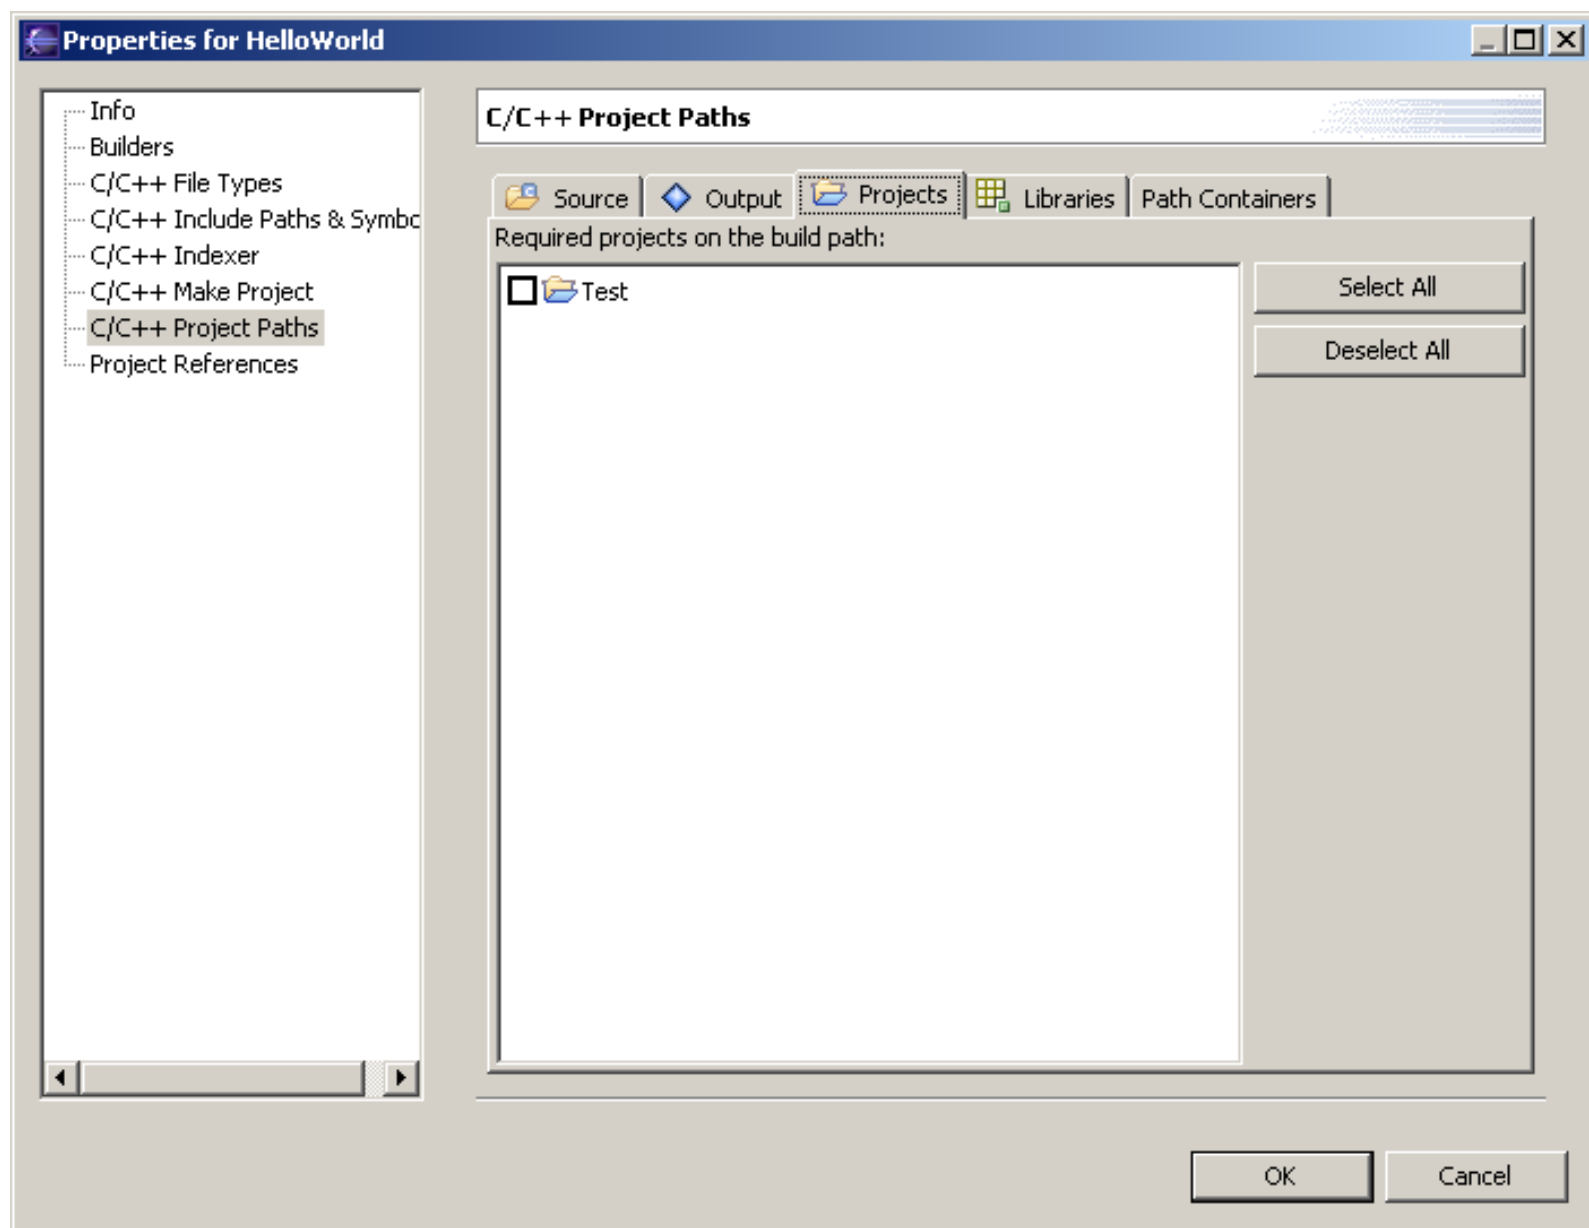 Properties for HelloWorld
Info
Builders
C/C++ File Types
C/C++ Include Paths & Symbo
C/C++ Indexer
C/C++ Make Project
C/C++ Project Paths
Project References
C/C++ Project Paths
Source Output Projects Libraries Path Containers
Required projects on the build path:
Test
Select All
Deselect All
OK Cancel